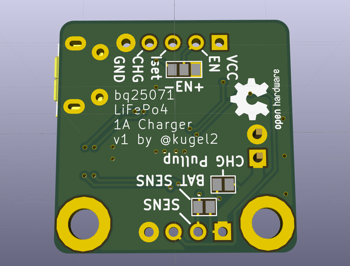 GND
CHG
Iset
EN
VCC
-EN+
bq25071
LiFePo4
1A Charger
v1 by @kugel2
open hardware
CHG Pullup
BAT SENS
SENS